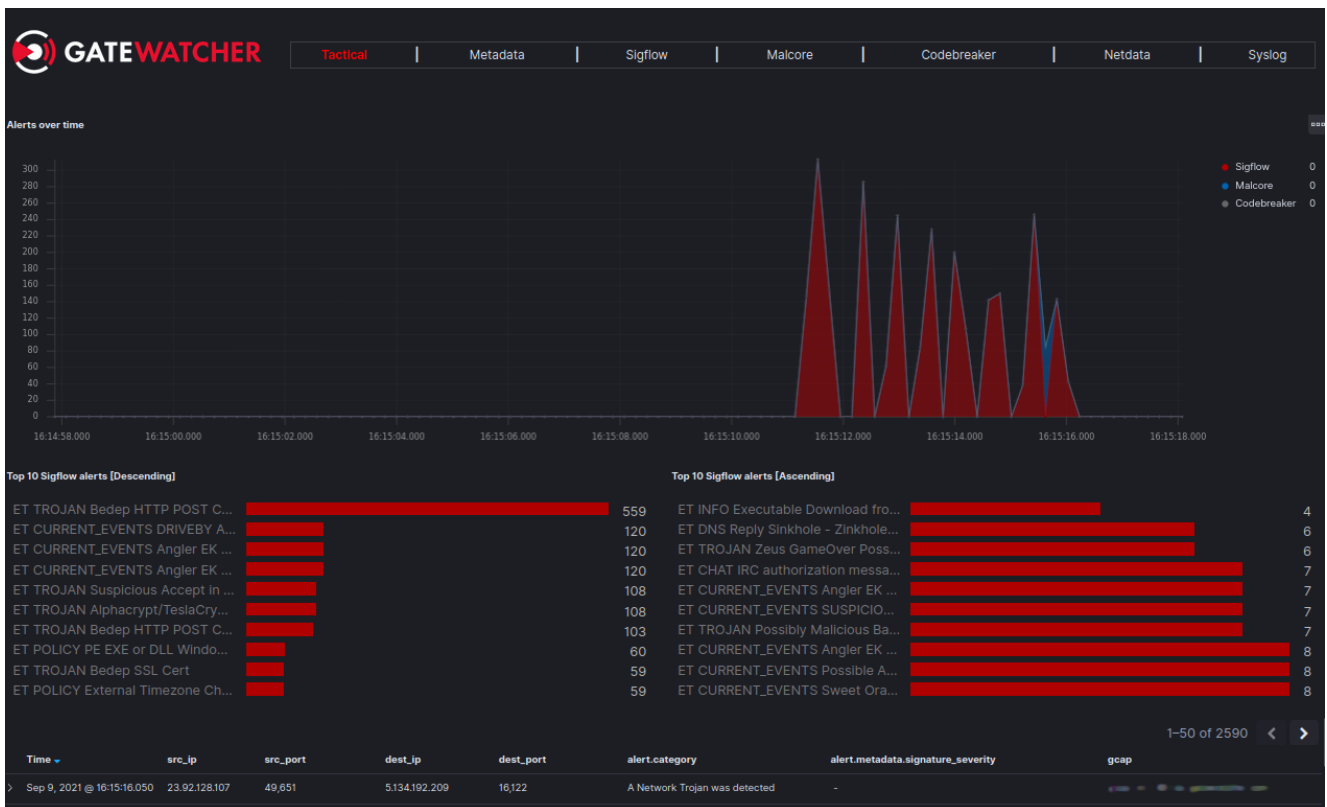 GATEWATCHER
Tactical | Metadata | Sigflow | Malcore | Codebreaker | Netdata | Syslog
Alerts over time
300
280
260
240
220
200
180
160
140
120
100
80
60
40
20
0
Sigflow 0
Malcore 0
Codebreaker 0
16:14:58.000 16:15:00.000 16:15:02.000 16:15:04.000 16:15:06.000 16:15:08.000 16:15:10.000 16:15:12.000 16:15:14.000 16:15:16.000 16:15:18.000
Top 10 Sigflow alerts [Descending]
ET TROJAN Bedep HTTP POST C... 559
ET CURRENT_EVENTS DRIVEBY A... 120
ET CURRENT_EVENTS Angler EK ... 120
ET CURRENT_EVENTS Angler EK ... 120
ET TROJAN Suspicious Accept in ... 108
ET TROJAN Alphacrypt/TeslaCry... 108
ET TROJAN Bedep HTTP POST C... 103
ET POLICY PE EXE or DLL Windo... 60
ET TROJAN Bedep SSL Cert 59
ET POLICY External Timezone Ch... 59
Top 10 Sigflow alerts [Ascending]
ET INFO Executable Download fro... 4
ET DNS Reply Sinkhole - Zinkhole... 6
ET TROJAN Zeus GameOver Poss... 6
ET CHAT IRC authorization messa... 7
ET CURRENT_EVENTS Angler EK ... 7
ET CURRENT_EVENTS SUSPICIO... 7
ET TROJAN Possibly Malicious Ba... 7
ET CURRENT_EVENTS Angler EK ... 8
ET CURRENT_EVENTS Possible A... 8
ET CURRENT_EVENTS Sweet Ora... 8
1–50 of 2590
Time src_ip src_port dest_ip dest_port alert.category alert.metadata.signature_severity gcap
Sep 9, 2021 @ 16:15:16.050 23.92.128.107 49,651 5.134.192.209 16,122 A Network Trojan was detected -